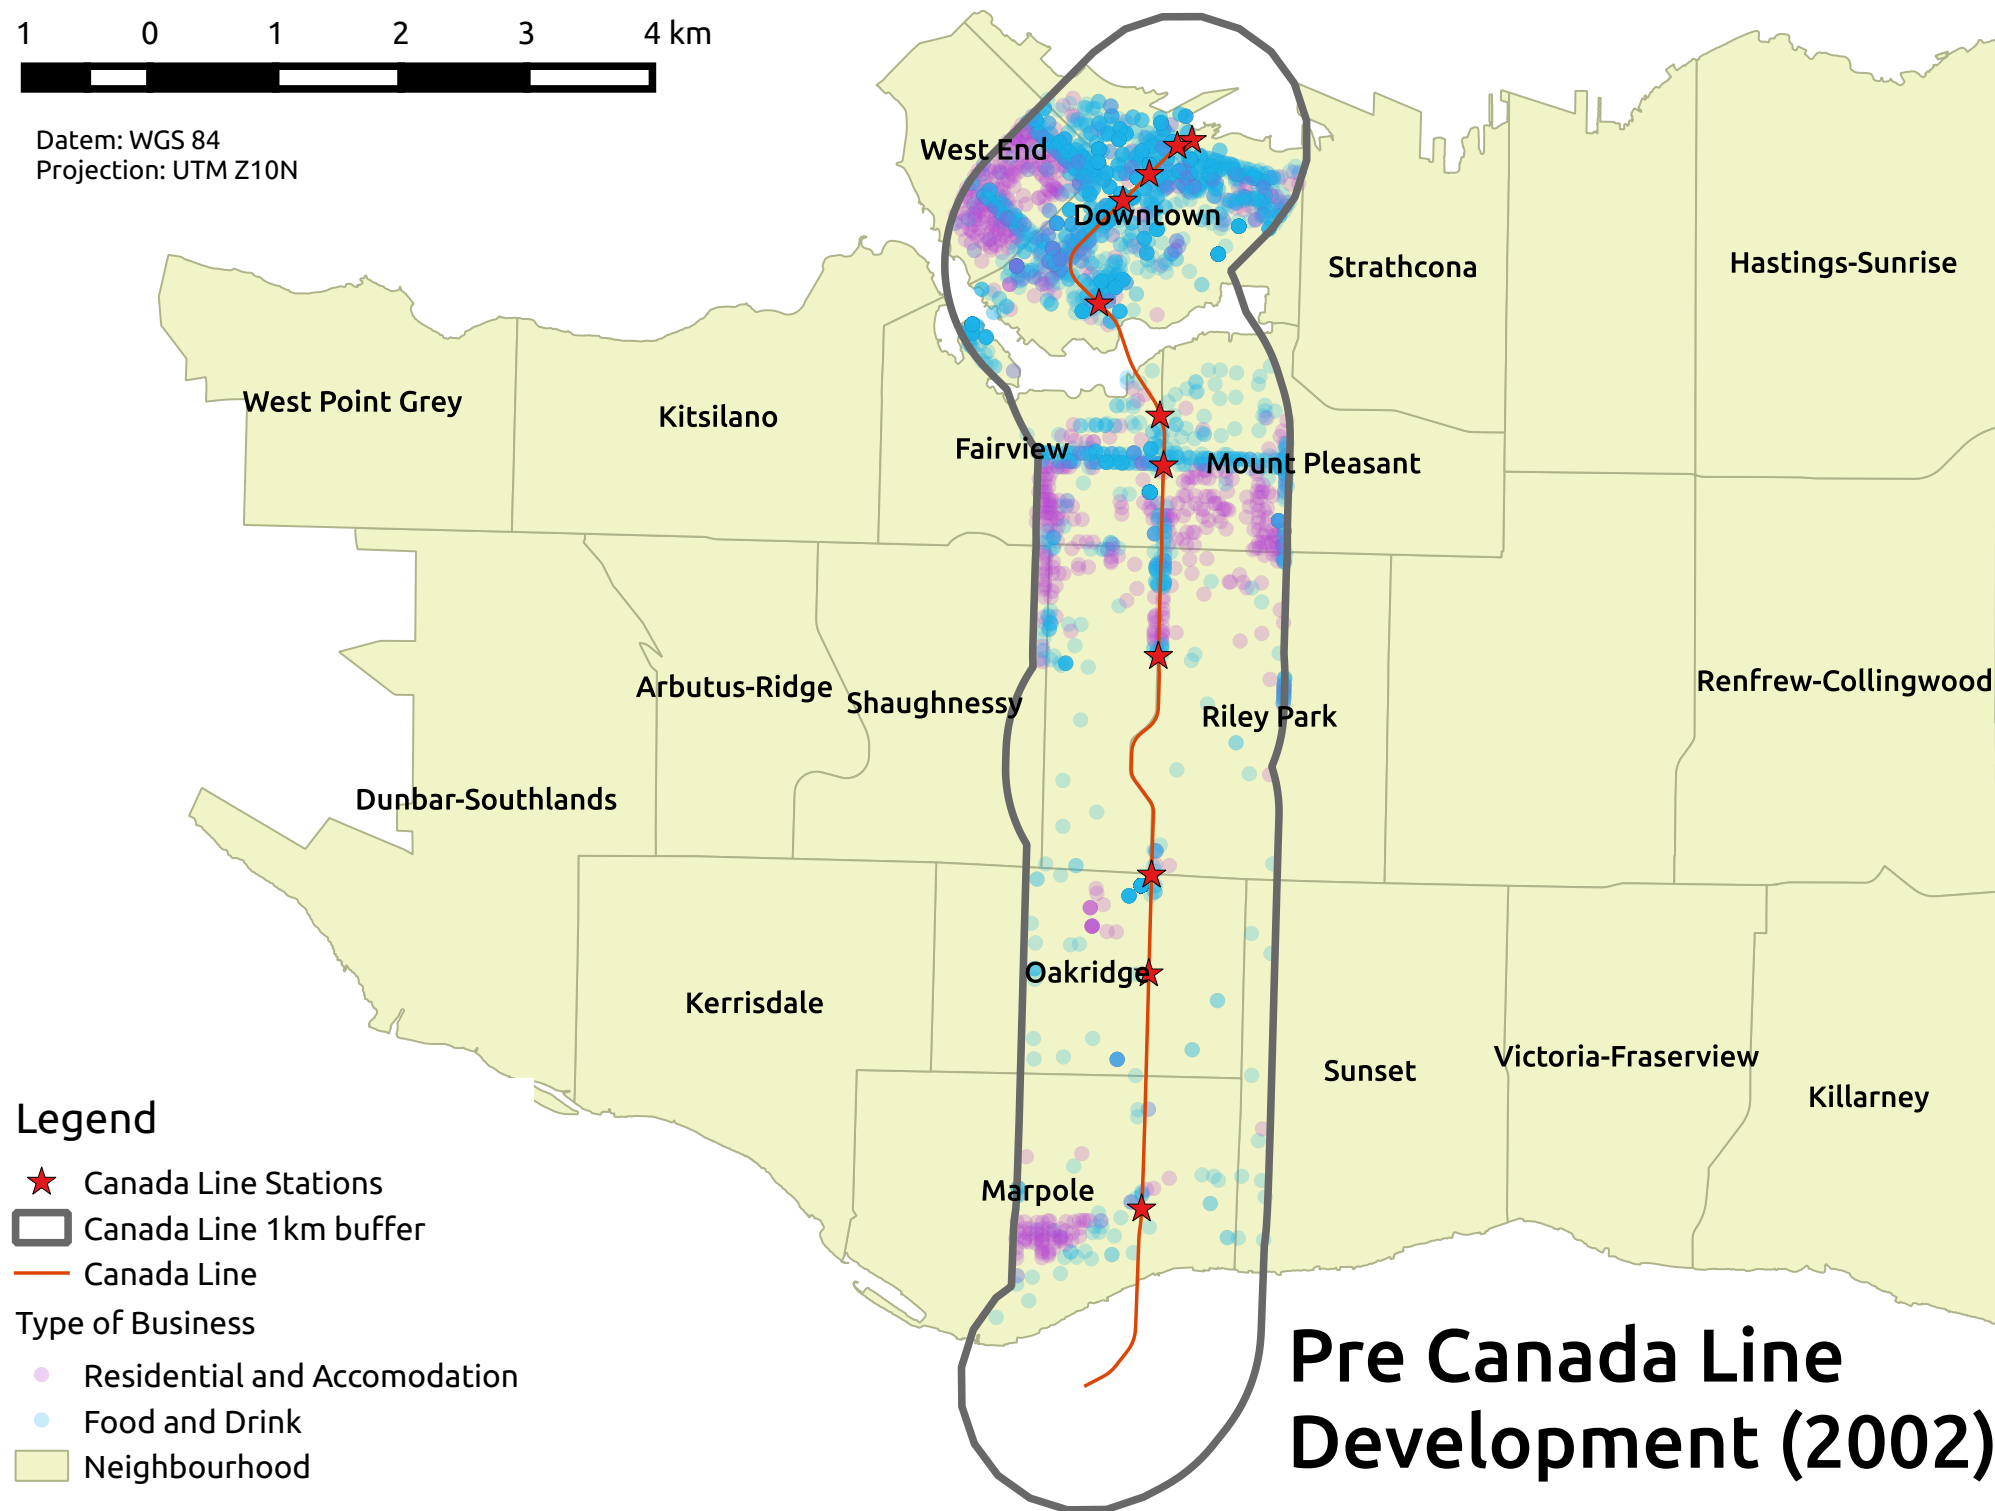 1 0 1 2 3 4 km
Datem: WGS 84
Projection: UTM Z10N
West End
Downtown
Strathcona
Hastings-Sunrise
West Point Grey
Kitsilano
Fairview
Mount Pleasant
Arbutus-Ridge
Shaughnessy
Riley Park
Renfrew-Collingwood
Dunbar-Southlands
Oakridge
Kerrisdale
Sunset
Victoria-Fraserview
Killarney
Marpole
Legend
Canada Line Stations
Canada Line 1km buffer
Canada Line
Type of Business
Residential and Accomodation
Food and Drink
Neighbourhood
Pre Canada Line
Development (2002)